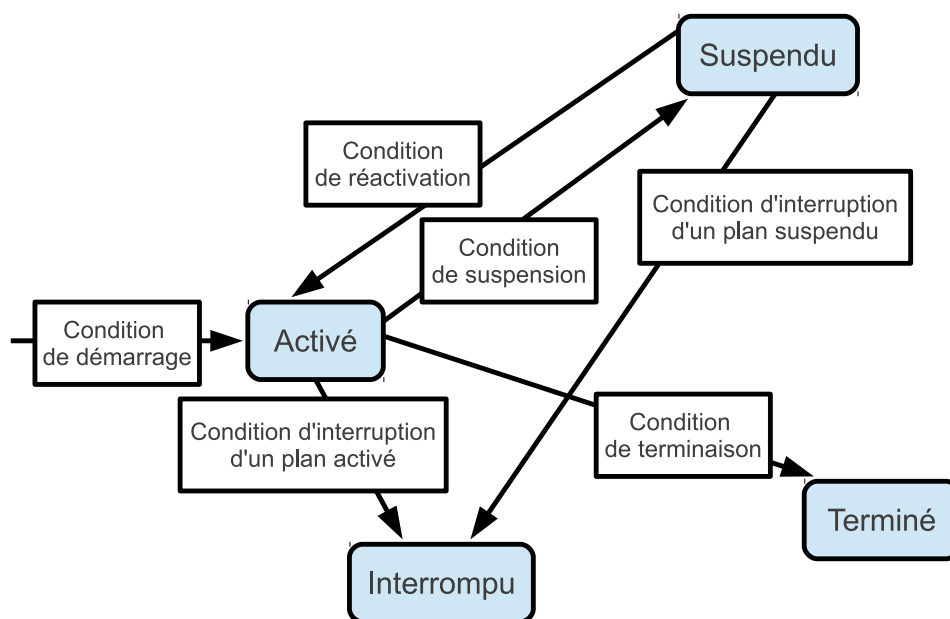 Suspendu
Condition
de réactivation
Condition d'interruption
d'un plan suspendu
Condition
de suspension
Condition
de démarrage
Activé
Condition d'interruption
d'un plan activé
Condition
de terminaison
Terminé
Interrompu